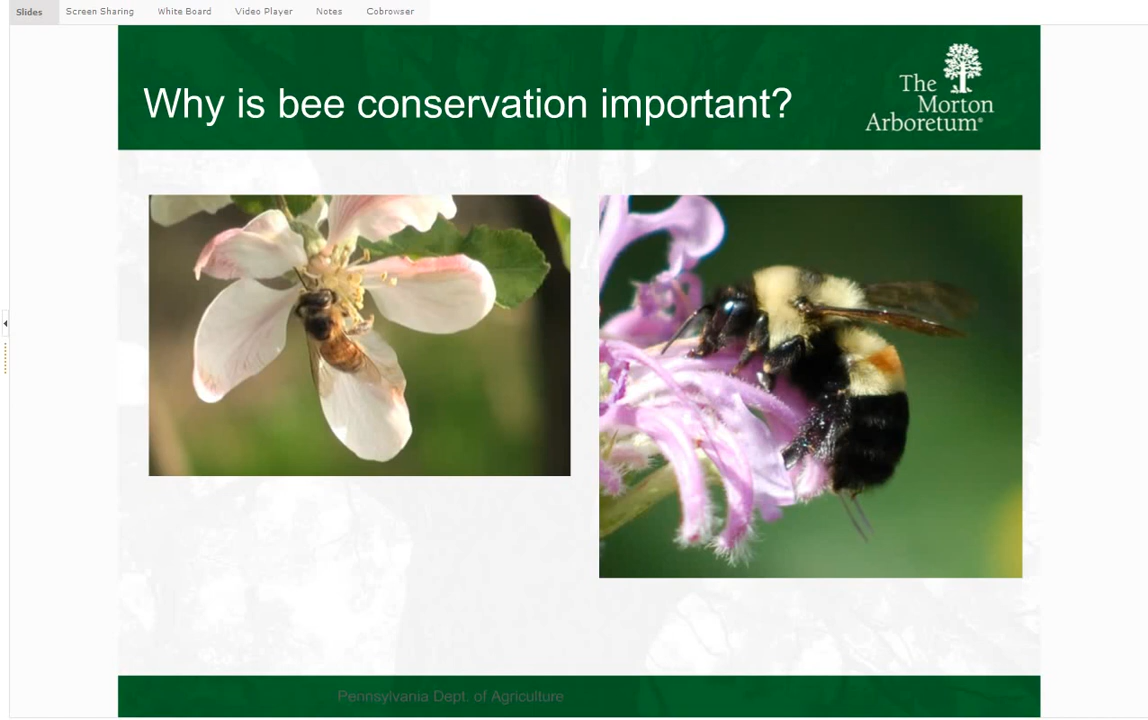 Slides Screen Sharing White Board Video Player Notes Cobrowser
Why is bee conservation important?
The
Morton
Arboretum®
Pennsylvania Dept. of Agriculture